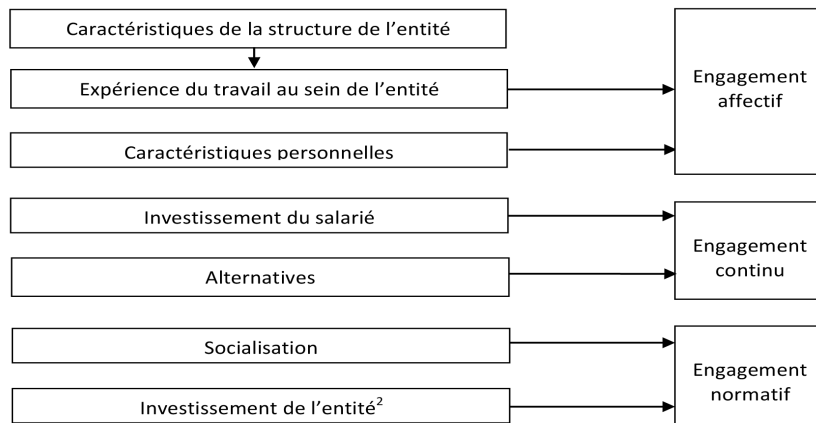 Caractéristiques de la structure de l’entité
Expérience du travail au sein de l’entité
Caractéristiques personnelles
Engagement
affectif
Investissement du salarié
Alternatives
Engagement
continu
Socialisation
Investissement de l’entité²
Engagement
normatif